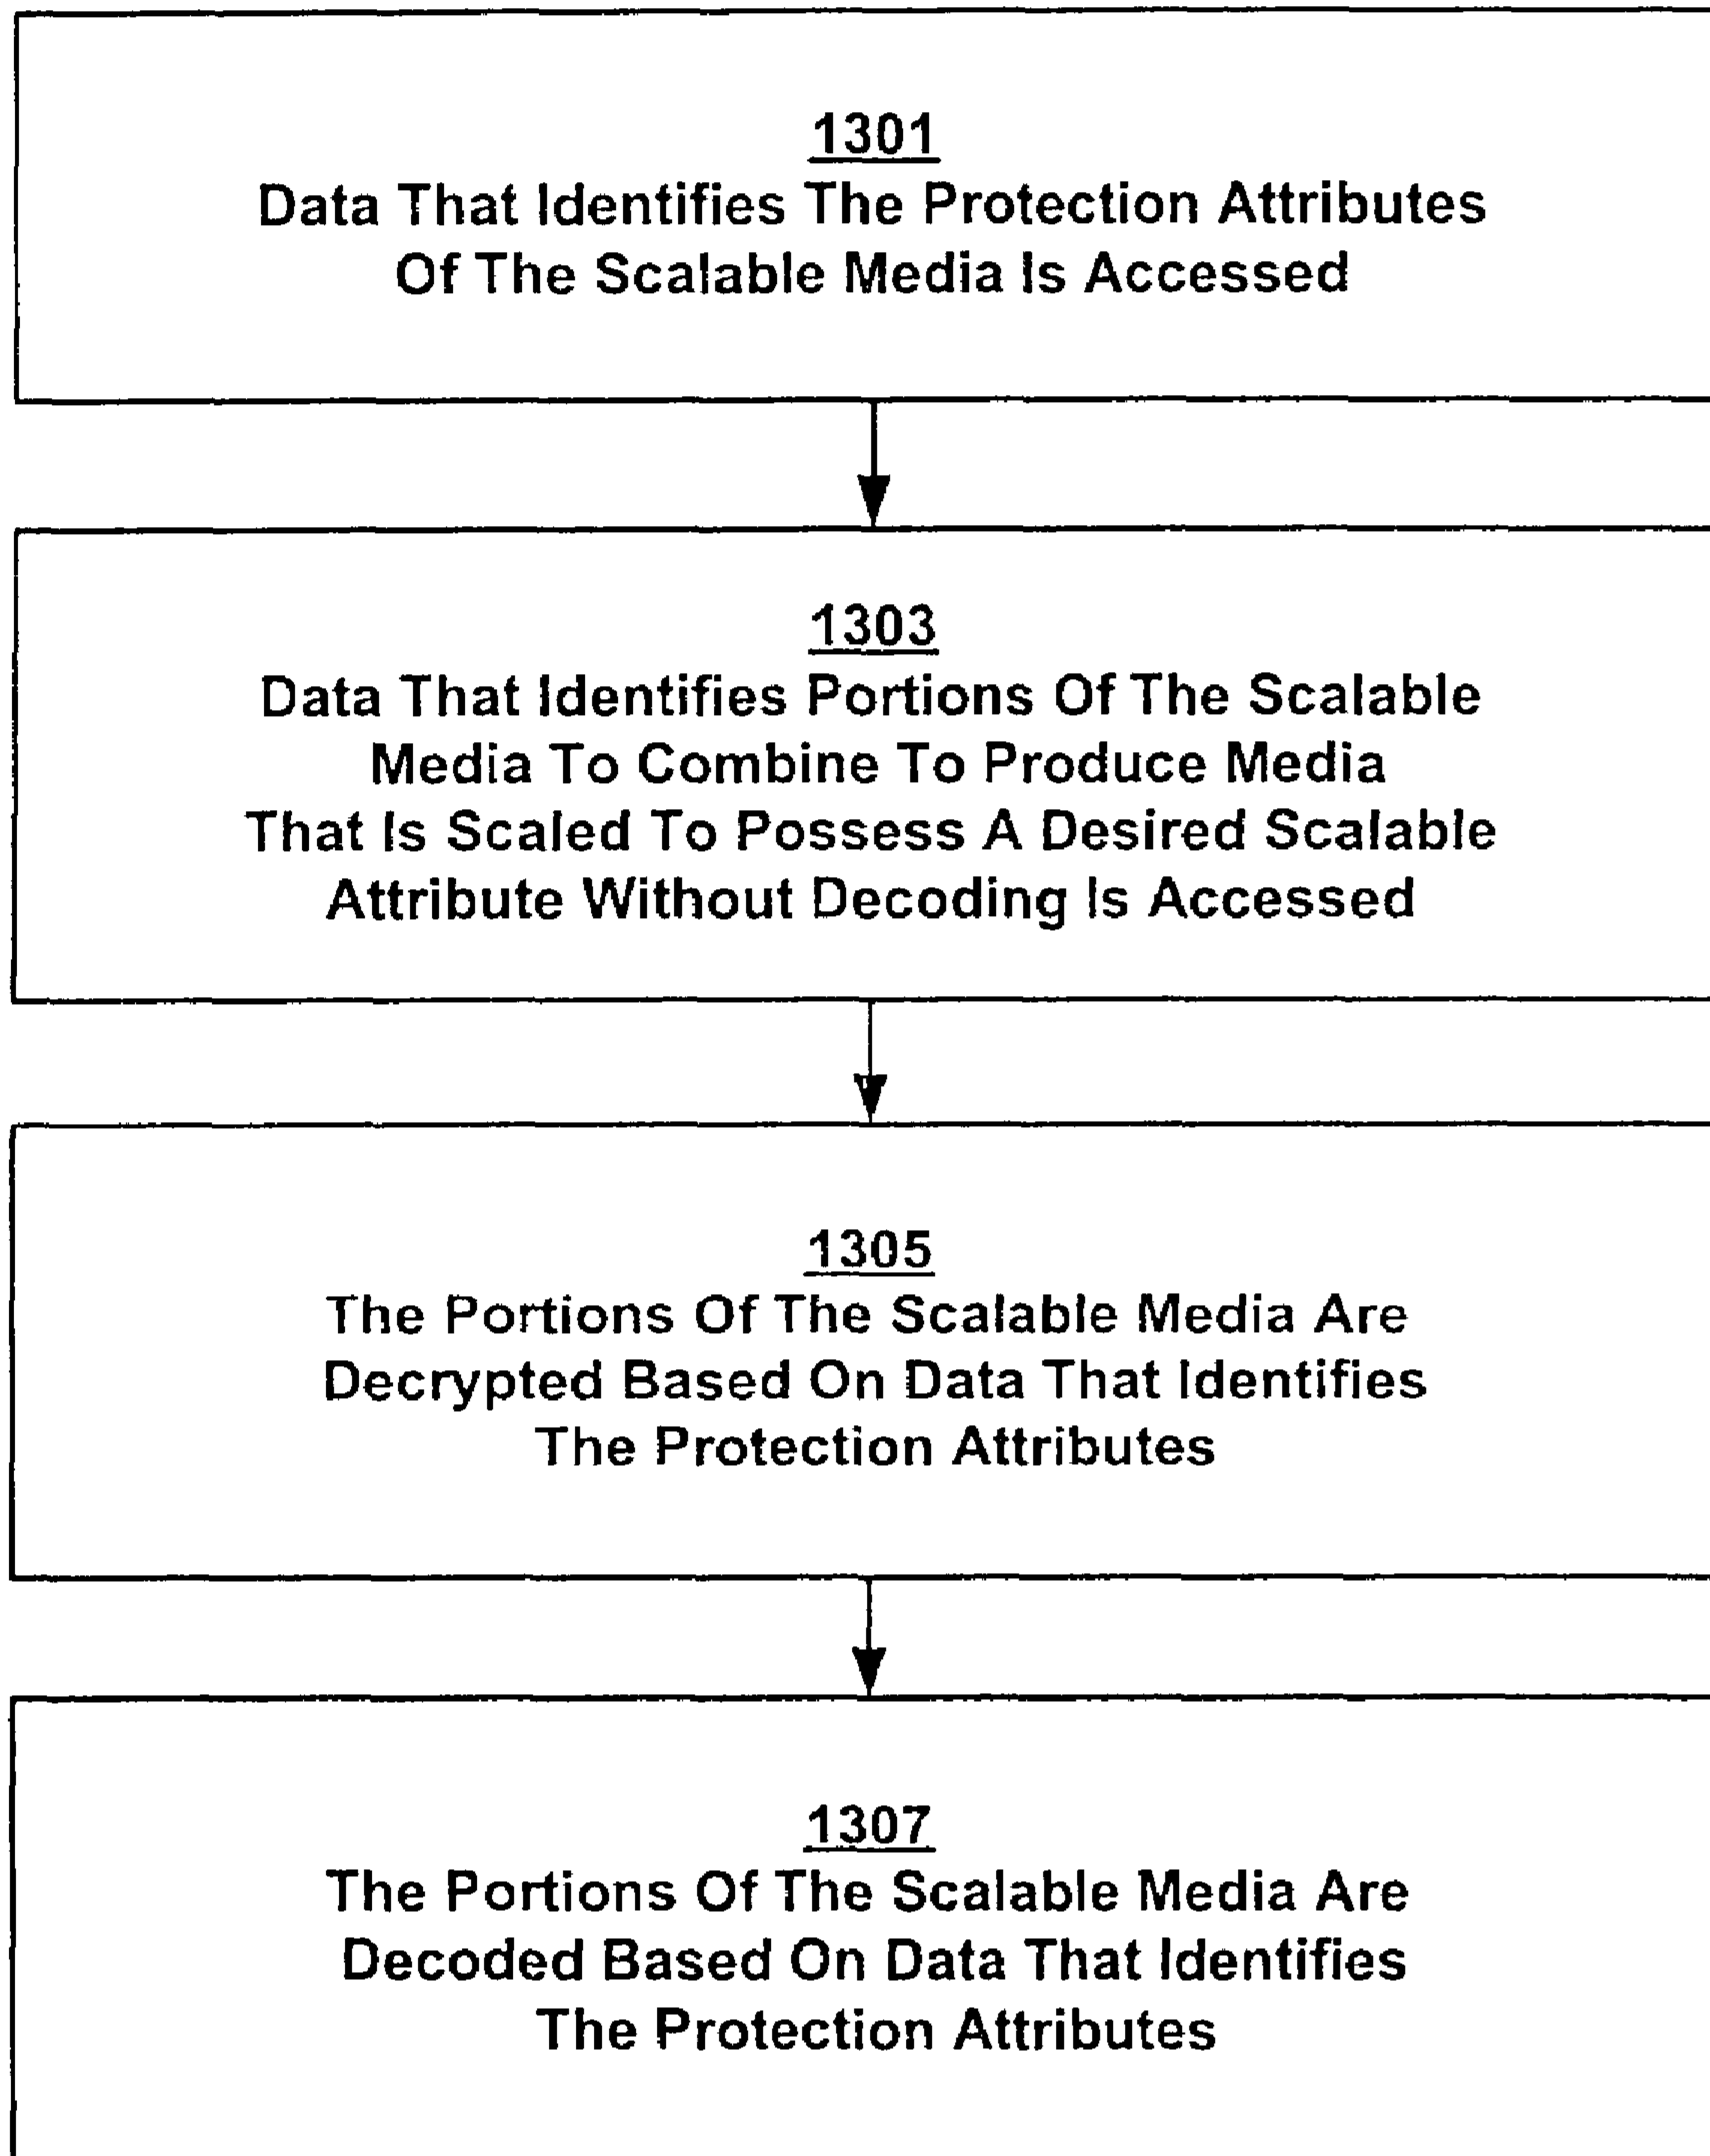 1301
Data That Identifies The Protection Attributes
Of The Scalable Media Is Accessed
1303
Data That Identifies Portions Of The Scalable
Media To Combine To Produce Media
That Is Scaled To Possess A Desired Scalable
Attribute Without Decoding Is Accessed
1305
The Portions Of The Scalable Media Are
Decrypted Based On Data That Identifies
The Protection Attributes
1307
The Portions Of The Scalable Media Are
Decoded Based On Data That Identifies
The Protection Attributes